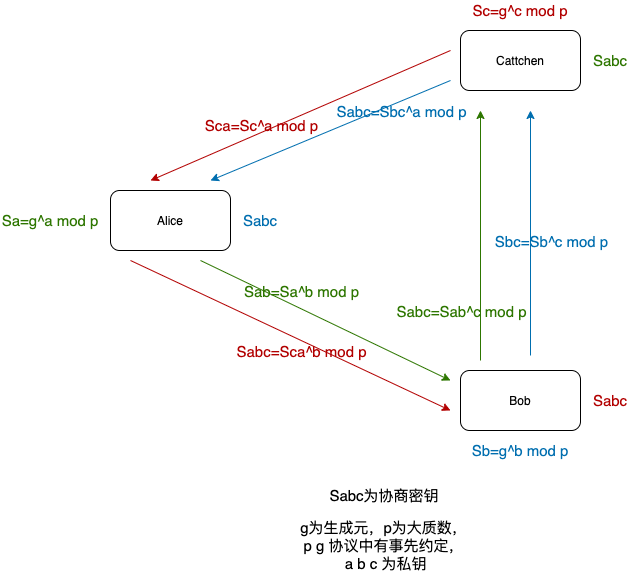 Sc=g^c mod p
Cattchen
Sabc
Sca=Sc^a mod p
Sabc=Sbc^a mod p
Sa=g^a mod p
Alice
Sabc
Sbc=Sb^c mod p
Sab=Sa^b mod p
Sabc=Sab^c mod p
Sabc=Sca^b mod p
Bob
Sabc
Sb=g^b mod p
Sabc为协商密钥
g为生成元，p为大质数，
p g 协议中有事先约定，
a b c 为私钥